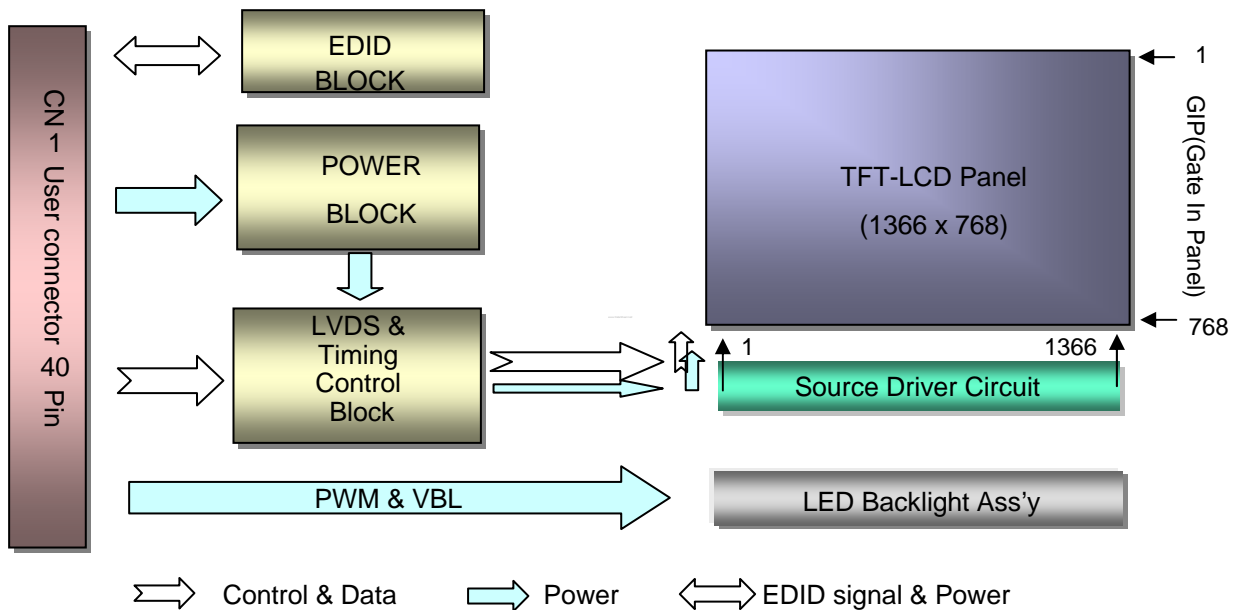 CN 1 User connector 40 Pin
EDID
BLOCK
POWER
BLOCK
LVDS &
Timing
Control
Block
PWM & VBL
TFT-LCD Panel
(1366 x 768)
1
GIP(Gate In Panel)
768
1
1366
Source Driver Circuit
LED Backlight Ass'y
Control & Data
Power
EDID signal & Power